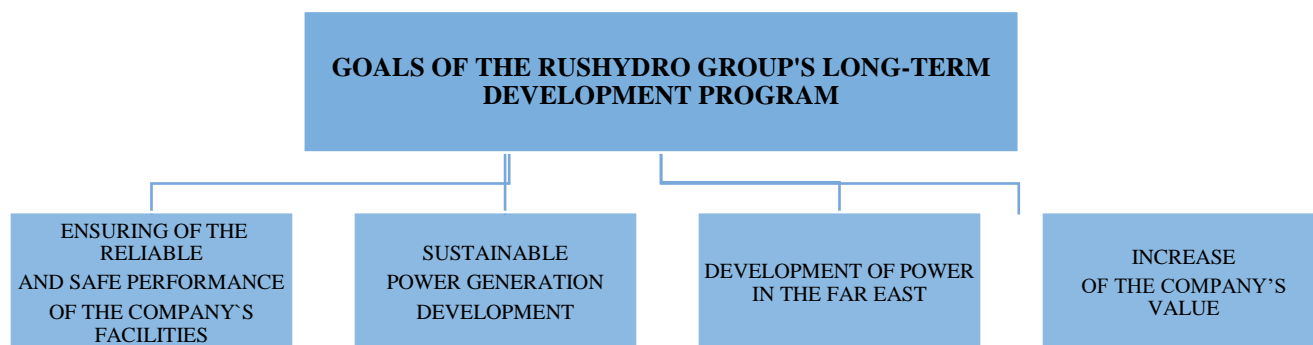 GOALS OF THE RUSHYDRO GROUP'S LONG-TERM
DEVELOPMENT PROGRAM
ENSURING OF THE
RELIABLE
AND SAFE PERFORMANCE
OF THE COMPANY`S
FACILITIES
SUSTAINABLE
POWER GENERATION
DEVELOPMENT
DEVELOPMENT OF POWER
IN THE FAR EAST
INCREASE
OF THE COMPANY’S
VALUE